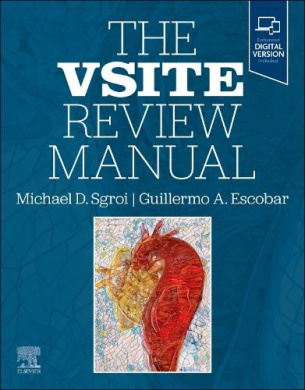 THE
VSITE
REVIEW
MANUAL
Enhanced
DIGITAL
VERSION
Included
Michael D. Sgroi | Guillermo A. Escobar
ELSEVIER